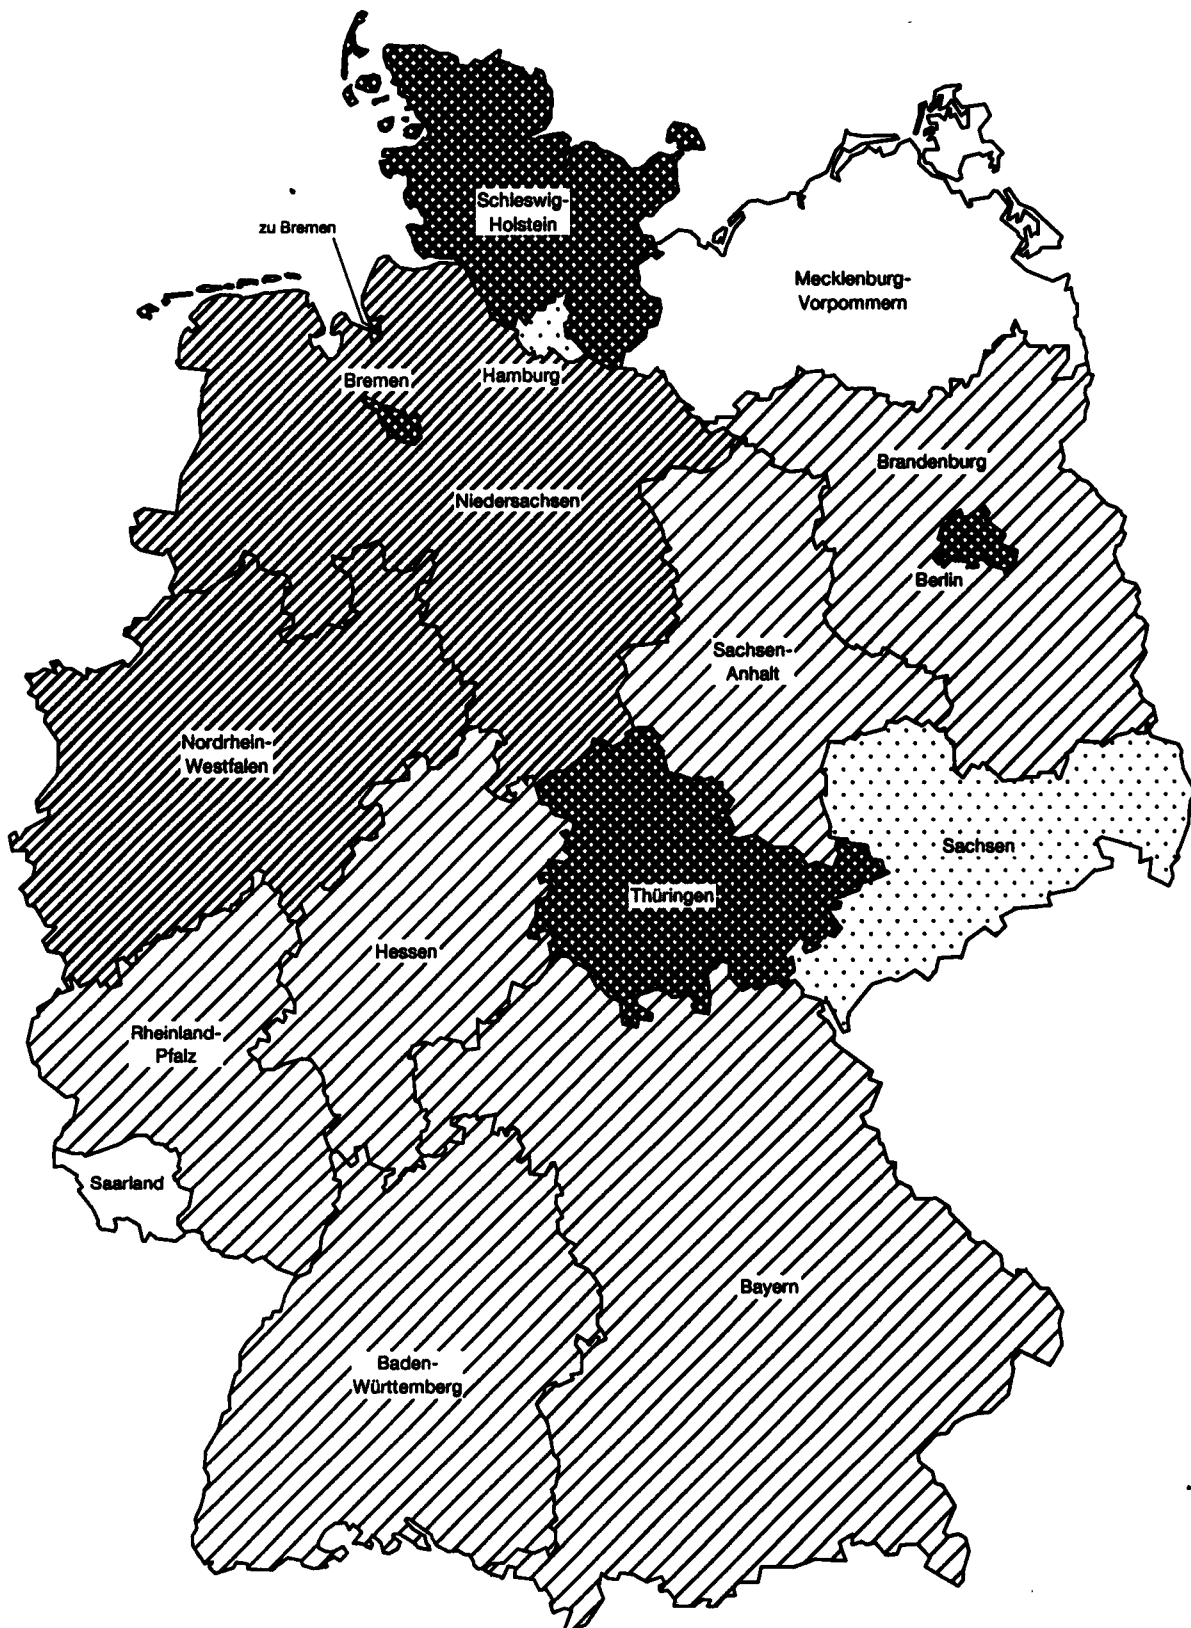 Schleswig-
Holstein
zu Bremen
Mecklenburg-
Vorpommern
Bremen
Hamburg
Brandenburg
Niedersachsen
Berlin
Sachsen-
Anhalt
Nordrhein-
Westfalen
Sachsen
Thüringen
Hessen
Rheinland-
Pfalz
Saarland
Bayern
Baden-
Württemberg